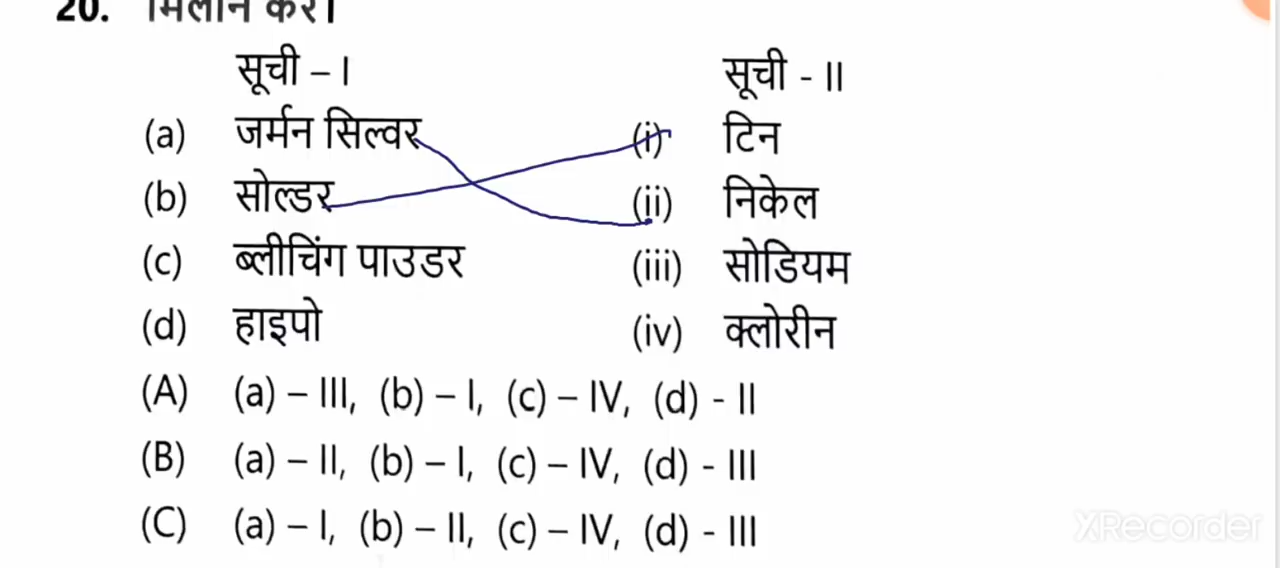 20. मिलान करें।
सूची – I सूची - II
(a) जर्मन सिल्वर (i) टिन
(b) सोल्डर (ii) निकेल
(c) ब्लीचिंग पाउडर (iii) सोडियम
(d) हाइपो (iv) क्लोरीन
(A) (a) – III, (b) – I, (c) – IV, (d) - II
(B) (a) – II, (b) – I, (c) – IV, (d) - III
(C) (a) – I, (b) – II, (c) – IV, (d) - III
XRecorder